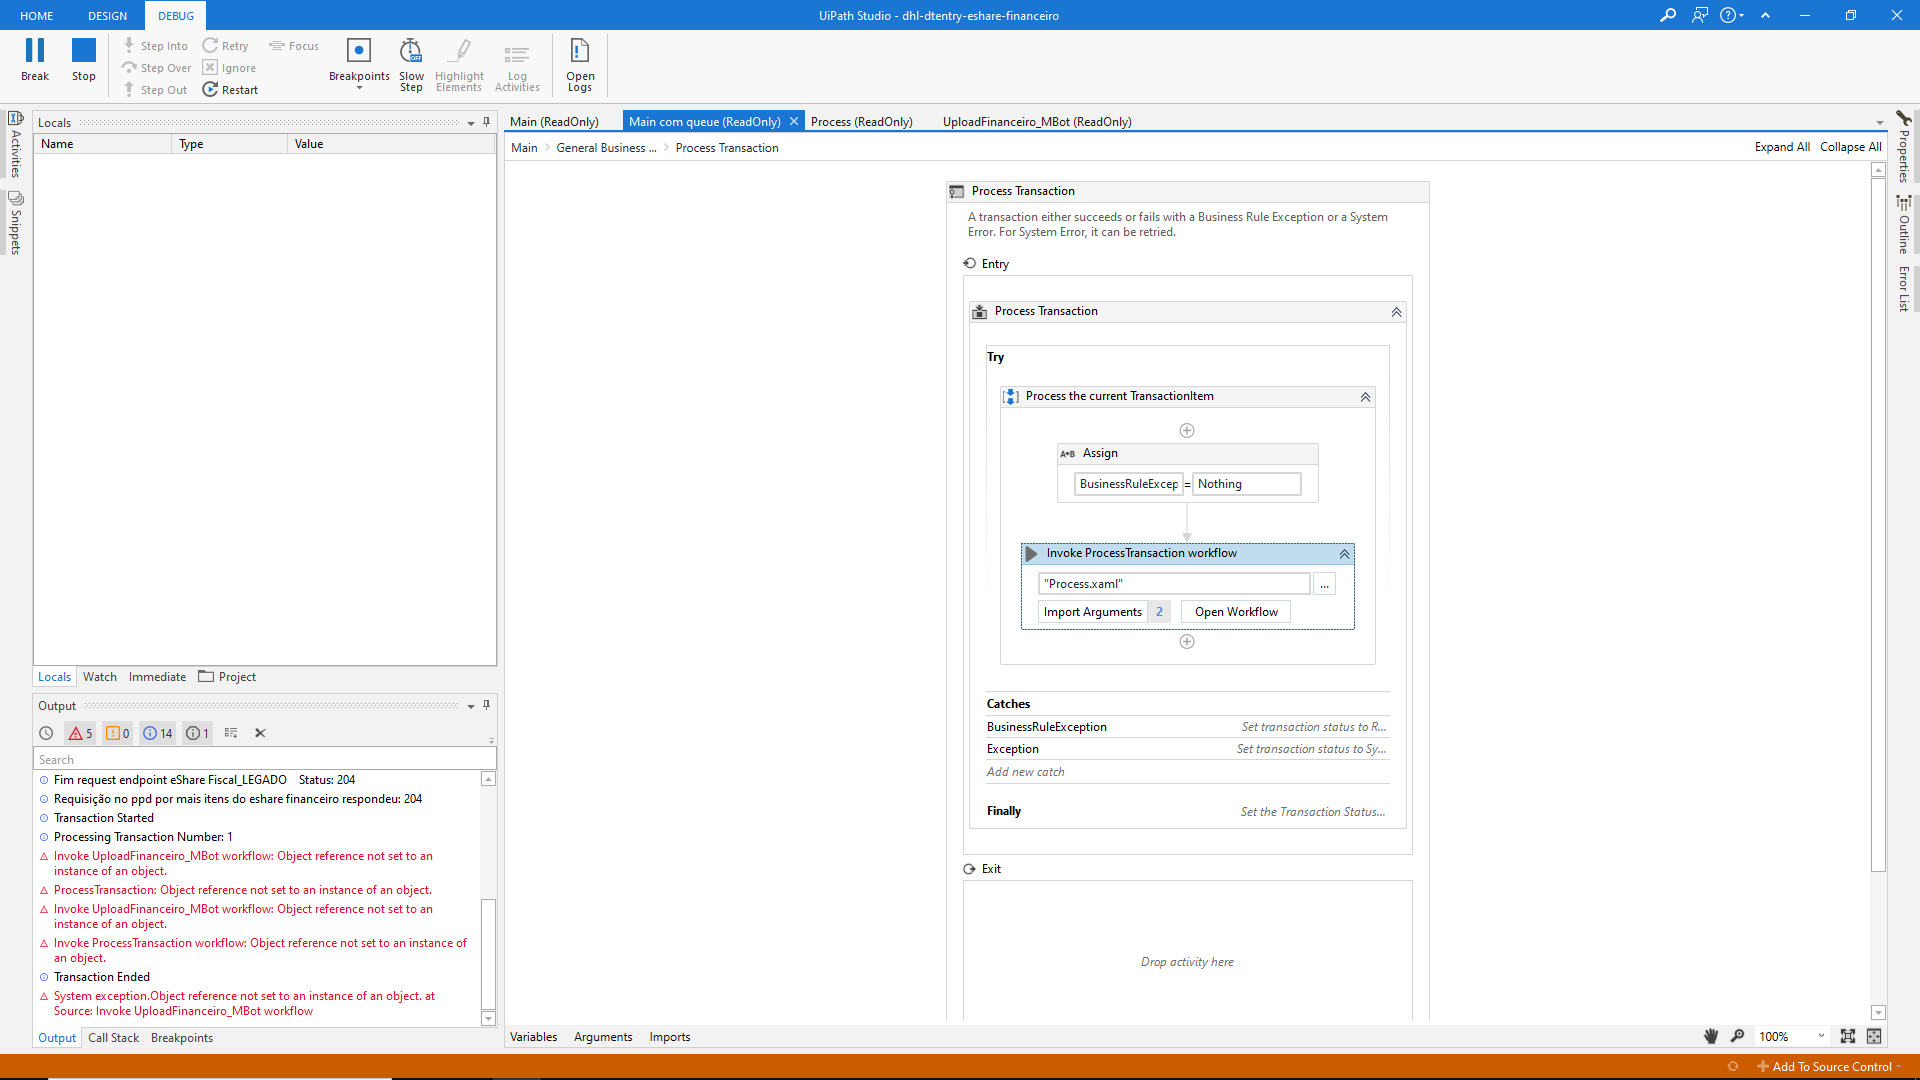 HOME DESIGN DEBUG UiPath Studio - dhl-dtentry-eshare-financeiro
Break Stop
Step Into Retry Focus
Step Over Ignore
Step Out Restart
Breakpoints Slow Step Highlight Elements Log Activities Open Logs
Activities
Snippets
Locals
Name Type Value
Locals Watch Immediate Project
Output
5 0 14 1
Search
Fim request endpoint eShare Fiscal_LEGADO Status: 204
Requisição no ppd por mais itens do eshare financeiro respondeu: 204
Transaction Started
Processing Transaction Number: 1
Invoke UploadFinanceiro_MBot workflow: Object reference not set to an
instance of an object.
ProcessTransaction: Object reference not set to an instance of an object.
Invoke UploadFinanceiro_MBot workflow: Object reference not set to an
instance of an object.
Invoke ProcessTransaction workflow: Object reference not set to an instance of
an object.
Transaction Ended
System exception.Object reference not set to an instance of an object. at
Source: Invoke UploadFinanceiro_MBot workflow
Output Call Stack Breakpoints
Main (ReadOnly) Main com queue (ReadOnly) Process (ReadOnly) UploadFinanceiro_MBot (ReadOnly)
Main General Business ... Process Transaction Expand All Collapse All
Process Transaction
A transaction either succeeds or fails with a Business Rule Exception or a System
Error. For System Error, it can be retried.
Entry
Process Transaction
Try
Process the current TransactionItem
A+B Assign
BusinessRuleExcep = Nothing
Invoke ProcessTransaction workflow
"Process.xaml" ...
Import Arguments 2 Open Workflow
Catches
BusinessRuleException Set transaction status to R...
Exception Set transaction status to Sy...
Add new catch
Finally Set the Transaction Status...
Exit
Drop activity here
Variables Arguments Imports 100%
Properties
Outline
Error List
Add To Source Control